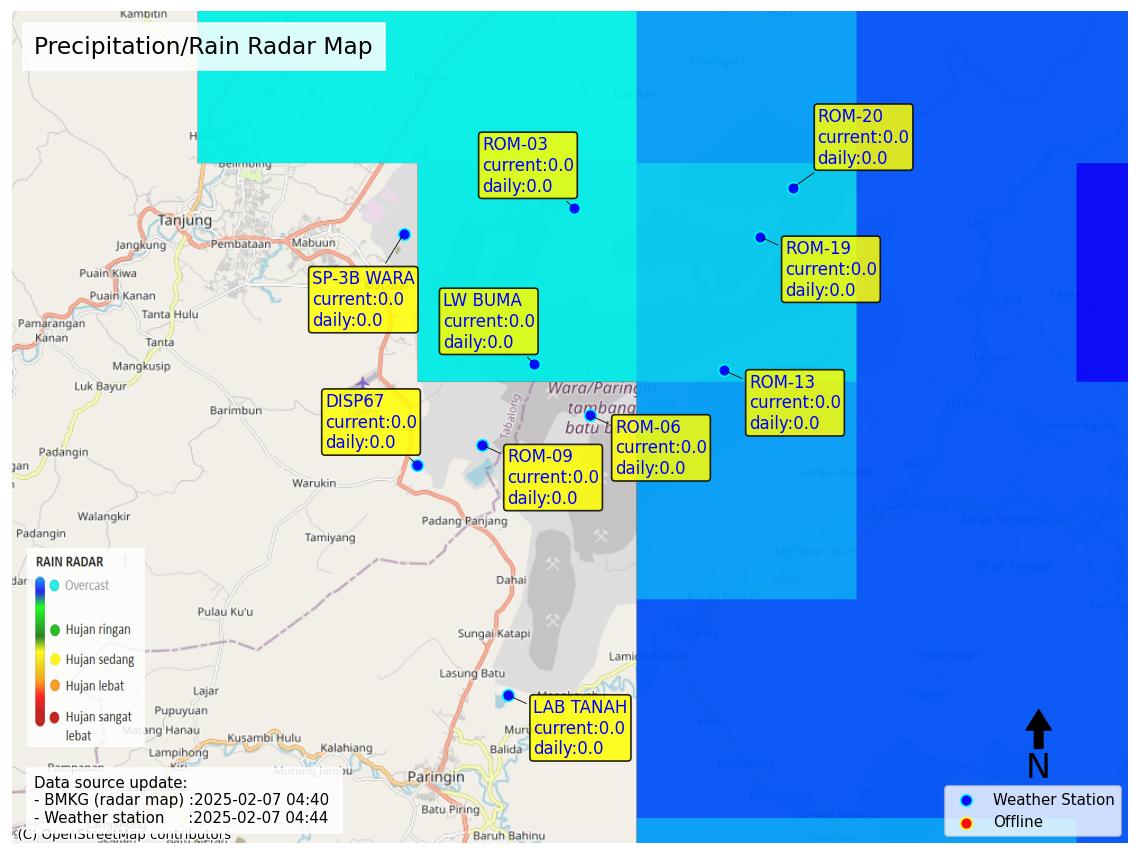 Kambitin
Precipitation/Rain Radar Map
Belimbing
Tanjung
Jangkung
Pembataan
Mabuun
Puain Kiwa
Puain Kanan
Tanta Hulu
Pamarangan
Kanan
Tanta
Mangkusip
Luk Bayur
Barimbun
Padangin
Warukin
Walangkir
Padangin
Tamiyang
Padang Panjang
Dahai
Pulau Ku'u
Sungai Katapi
Lasung Batu
Lajar
Pupuyuan
Matang Hanau
Lampihong
Kusambi Hulu
Kalahiang
Murung Jambu
Balida
Paringin
Batu Piring
Baruh Bahinu
Tabalong
Wara/Paringin
tambang
batu b
ROM-03
current:0.0
daily:0.0
ROM-20
current:0.0
daily:0.0
ROM-19
current:0.0
daily:0.0
SP-3B WARA
current:0.0
daily:0.0
LW BUMA
current:0.0
daily:0.0
ROM-13
current:0.0
daily:0.0
DISP67
current:0.0
daily:0.0
ROM-06
current:0.0
daily:0.0
ROM-09
current:0.0
daily:0.0
LAB TANAH
current:0.0
daily:0.0
RAIN RADAR
Overcast
Hujan ringan
Hujan sedang
Hujan lebat
Hujan sangat
lebat
Data source update:
- BMKG (radar map) :2025-02-07 04:40
- Weather station :2025-02-07 04:44
(C) OpenStreetMap contributors
N
Weather Station
Offline